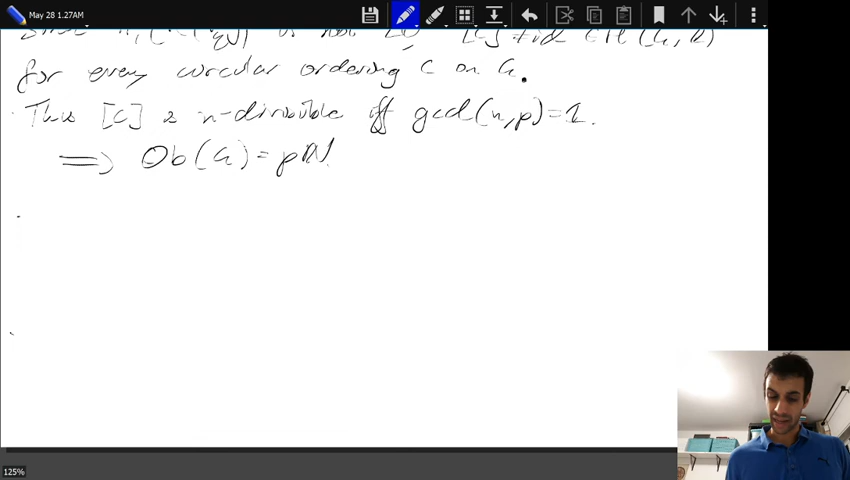 May 28 1.27AM
for every circular ordering c on G.
Thus [c] is n-divisible iff gcd(n,p)=1.
⟹ Ob(G)=pℕ
125%